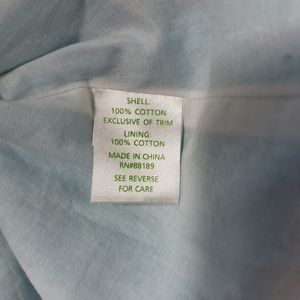 SHELL:
100% COTTON
EXCLUSIVE OF TRIM
LINING:
100% COTTON
MADE IN CHINA
RN#88189
SEE REVERSE
FOR CARE